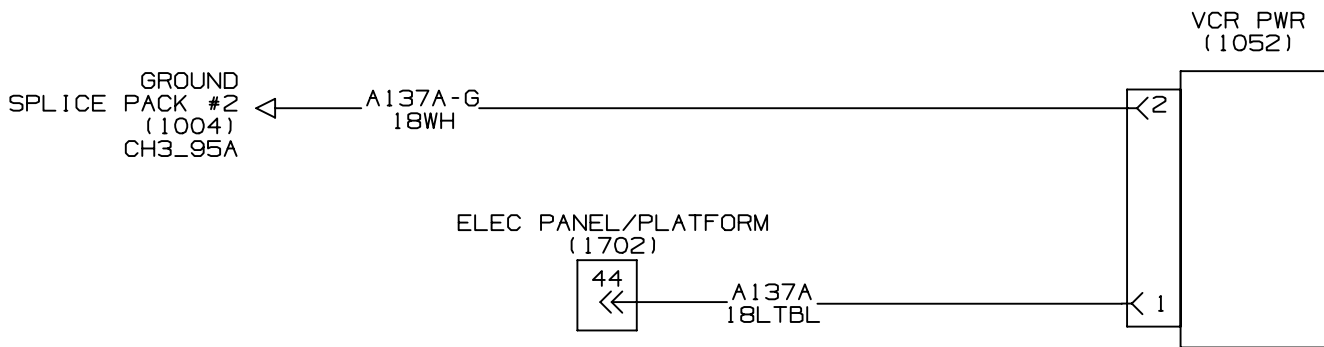 VCR PWR
(1052)
GROUND
SPLICE PACK #2
(1004)
CH3_95A
A137A-G
18WH
2
ELEC PANEL/PLATFORM
(1702)
44
A137A
18LTBL
1